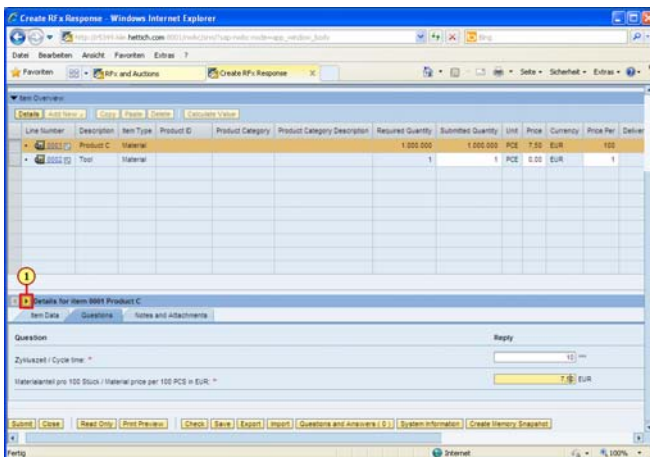 Create RFx Response - Windows Internet Explorer
hettich.com
Bing
Datei Bearbeiten Ansicht Favoriten Extras ?
Favoriten RFx and Auctions Create RFx Response Seite Sicherheit Extras
Item Overview
Details Add New Copy Paste Delete Calculate Value
Line Number Description Item Type Product ID Product Category Product Category Description Required Quantity Submitted Quantity Unit Price Currency Price Per Deliver
0001 Product C Material 1.000.000 1.000.000 PCE 7.50 EUR 100
0002 Tool Material 1 1 PCE 0.00 EUR 1
1
Details for item 0001 Product C
Item Data Questions Notes and Attachments
Question Reply
Zykluszeit / Cycle time: *
Materialanteil pro 100 Stück / Material price per 100 PCS in EUR: * EUR
Submit Close Read Only Print Preview Check Save Export Import Questions and Answers ( 0 ) System Information Create Memory Snapshot
Fertig Internet 100%